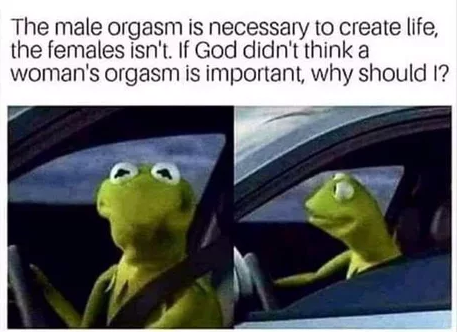 The male orgasm is necessary to create life,
the females isn't. If God didn't think a
woman's orgasm is important, why should I?